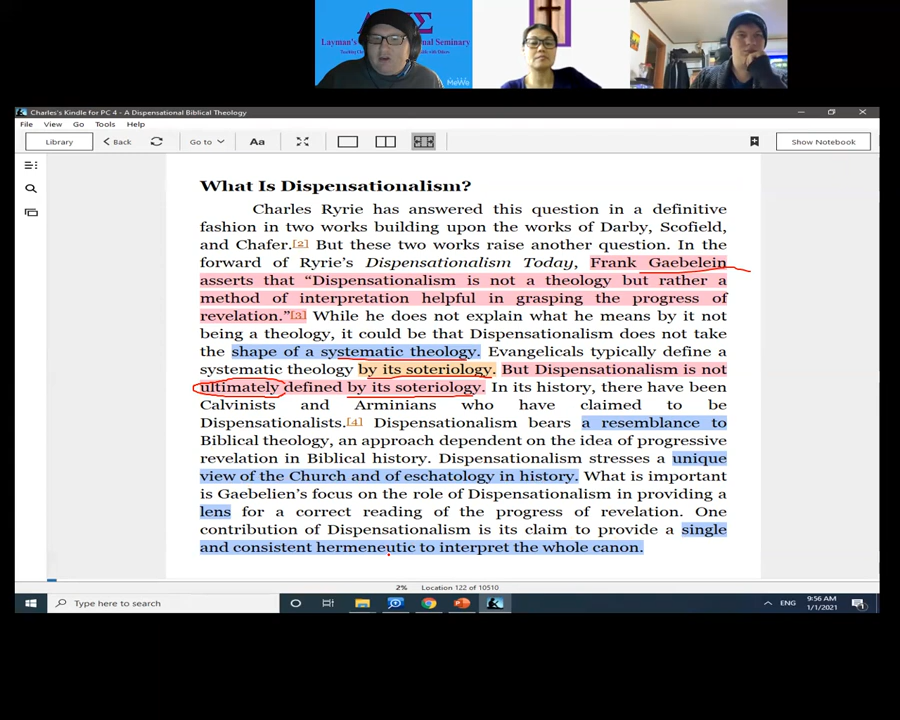 Layman's
nal Seminary
MeWe
Charles's Kindle for PC 4 - A Dispensational Biblical Theology
File View Go Tools Help
Library Back Go to Aa Show Notebook
What Is Dispensationalism?
Charles Ryrie has answered this question in a definitive
fashion in two works building upon the works of Darby, Scofield,
and Chafer.[2] But these two works raise another question. In the
forward of Ryrie's Dispensationalism Today, Frank Gaebelein
asserts that “Dispensationalism is not a theology but rather a
method of interpretation helpful in grasping the progress of
revelation.”[3] While he does not explain what he means by it not
being a theology, it could be that Dispensationalism does not take
the shape of a systematic theology. Evangelicals typically define a
systematic theology by its soteriology. But Dispensationalism is not
ultimately defined by its soteriology. In its history, there have been
Calvinists and Arminians who have claimed to be
Dispensationalists.[4] Dispensationalism bears a resemblance to
Biblical theology, an approach dependent on the idea of progressive
revelation in Biblical history. Dispensationalism stresses a unique
view of the Church and of eschatology in history. What is important
is Gaebelien's focus on the role of Dispensationalism in providing a
lens for a correct reading of the progress of revelation. One
contribution of Dispensationalism is its claim to provide a single
and consistent hermeneutic to interpret the whole canon.
2% Location 122 of 10510
Type here to search
ENG
9:56 AM
1/1/2021